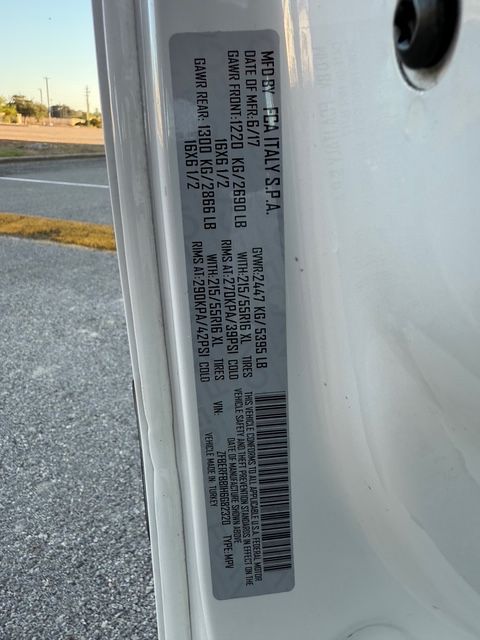 MFD BY FCA ITALY S.P.A.
DATE OF MFR: 6/17 GVWR: 2447 KG/ 5395 LB
GAWR FRONT: 1220 KG/2690 LB WITH: 215/55R16 XL TIRES
16X6 1/2 RIMS AT: 270KPA/39PSI COLD
GAWR REAR: 1300 KG/2866 LB WITH: 215/55R16 XL TIRES
16X6 1/2 RIMS AT: 290KPA/42PSI COLD
THIS VEHICLE CONFORMS TO ALL APPLICABLE U.S.A. FEDERAL MOTOR
VEHICLE SAFETY AND THEFT PREVENTION STANDARDS IN EFFECT ON THE
DATE OF MANUFACTURE SHOWN ABOVE
VIN: TYPE: MPV
VEHICLE MADE IN: TURKEY